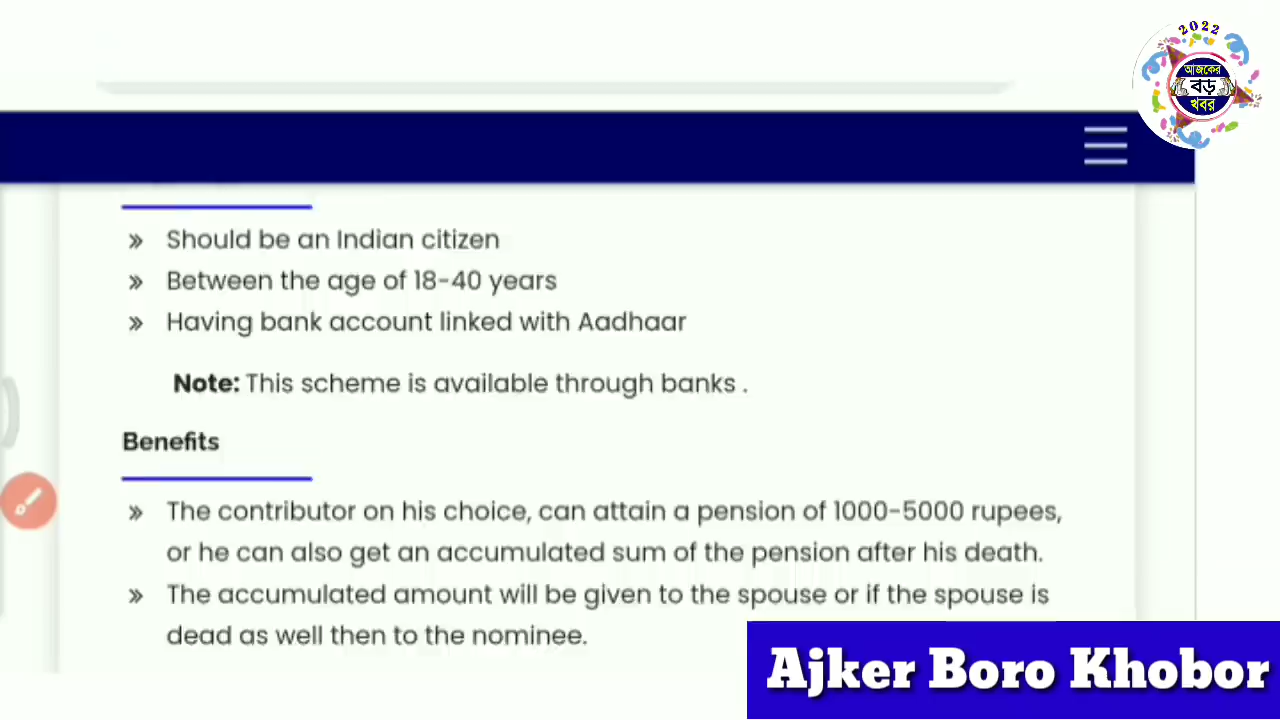 2022
আজকের
বড়
খবর
» Should be an Indian citizen
» Between the age of 18-40 years
» Having bank account linked with Aadhaar
Note: This scheme is available through banks .
Benefits
» The contributor on his choice, can attain a pension of 1000-5000 rupees,
or he can also get an accumulated sum of the pension after his death.
» The accumulated amount will be given to the spouse or if the spouse is
dead as well then to the nominee.
Ajker Boro Khobor